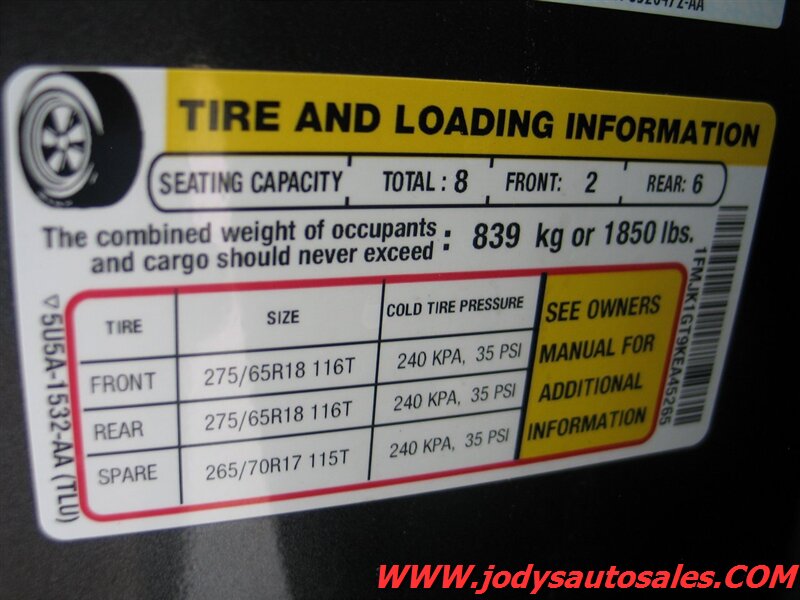 TIRE AND LOADING INFORMATION
SEATING CAPACITY TOTAL : 8 FRONT: 2 REAR: 6
The combined weight of occupants
and cargo should never exceed : 839 kg or 1850 lbs.
TIRE SIZE COLD TIRE PRESSURE
FRONT 275/65R18 116T 240 KPA, 35 PSI
REAR 275/65R18 116T 240 KPA, 35 PSI
SPARE 265/70R17 115T 240 KPA, 35 PSI
SEE OWNERS
MANUAL FOR
ADDITIONAL
INFORMATION
5U5A-1532-AA (TLU)
1FMJK1GT9KEA45265
WWW.jodysautosales.COM